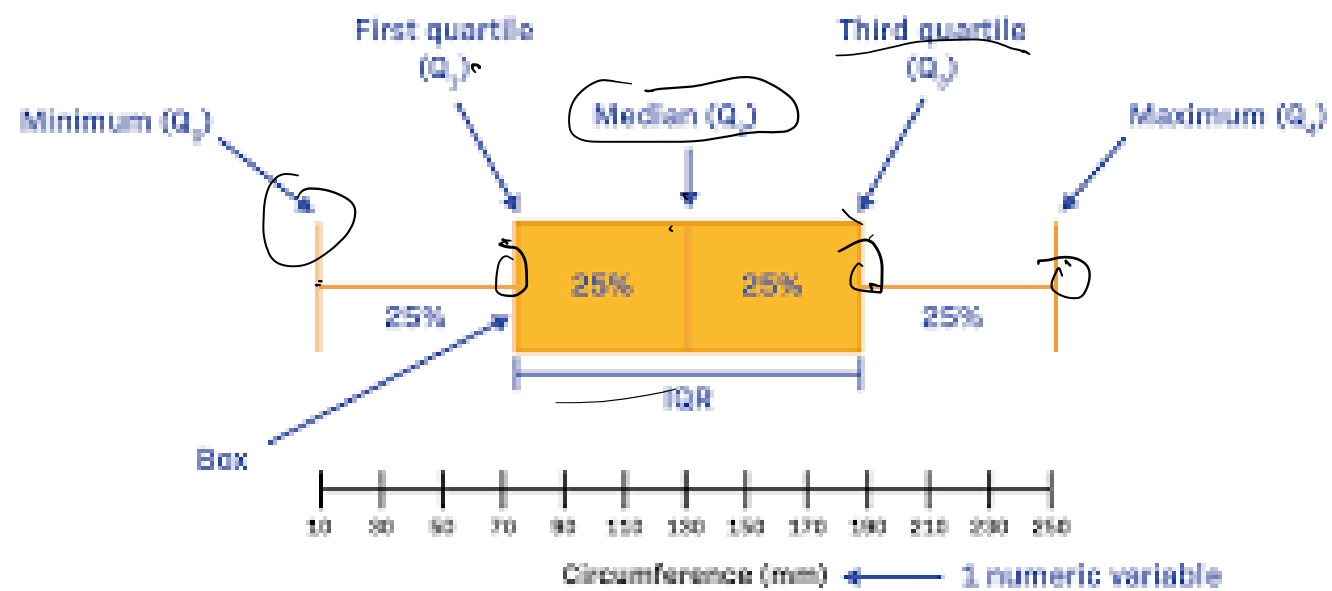 First quartile
(Q₁)
Third quartile
(Q₃)
Minimum (Q₀)
Median (Q₂)
Maximum (Q₄)
25%
25%
25%
25%
IQR
Box
10 30 50 70 90 110 130 150 170 190 210 230 250
Circumference (mm)
1 numeric variable